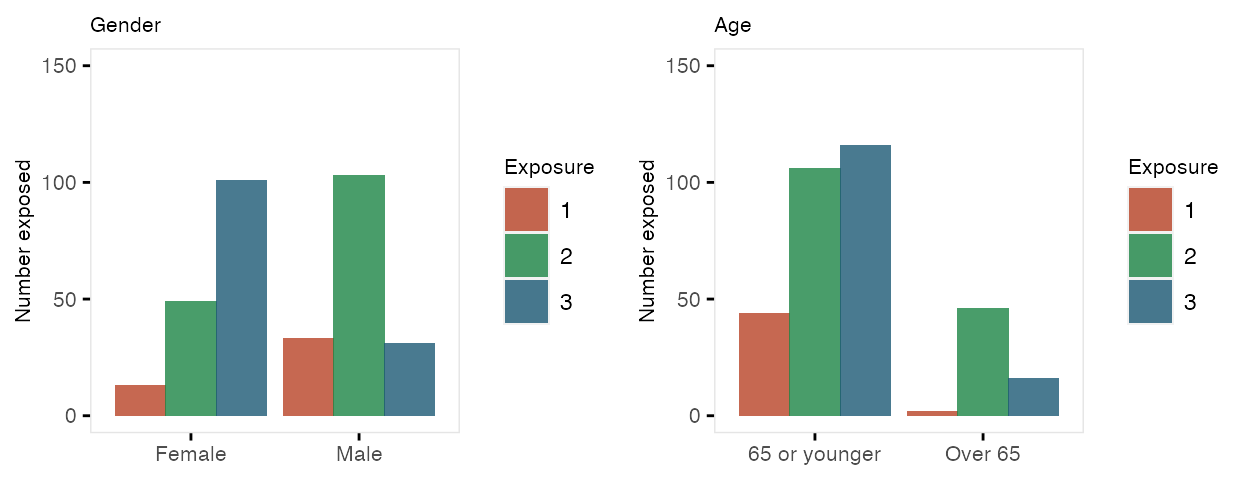 Gender
Number exposed
150
100
50
0
Female Male
Exposure
1
2
3
Age
Number exposed
150
100
50
0
65 or younger Over 65
Exposure
1
2
3